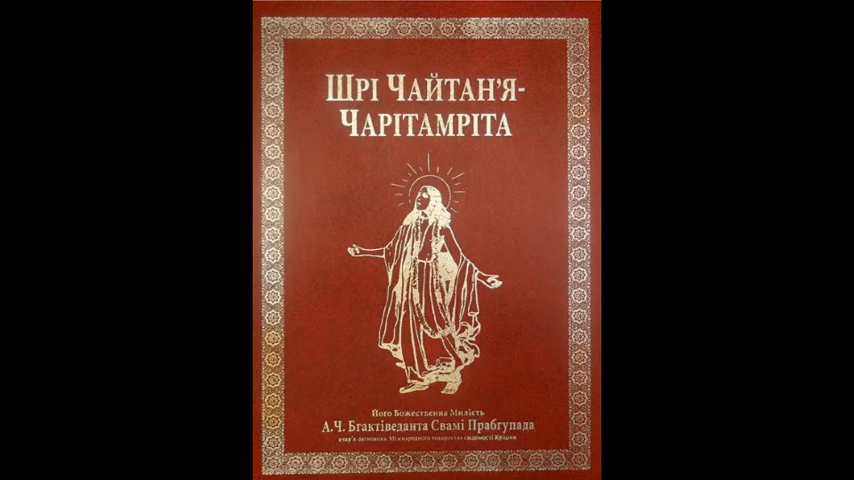 ШРІ ЧАЙТАН’Я-
ЧАРІТАМРІТА
Його Божественна Милість
А.Ч. Бгактіведанта Свамі Прабгупада
ачар’я-засновник Міжнародного товариства свідомості Крішни